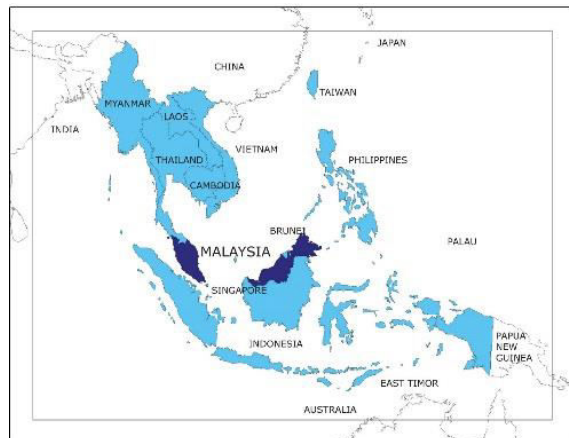 JAPAN
CHINA
TAIWAN
MYANMAR
LAOS
INDIA
VIETNAM
THAILAND
PHILIPPINES
CAMBODIA
BRUNEI
PALAU
MALAYSIA
SINGAPORE
INDONESIA
PAPUA
NEW
GUINEA
EAST TIMOR
AUSTRALIA